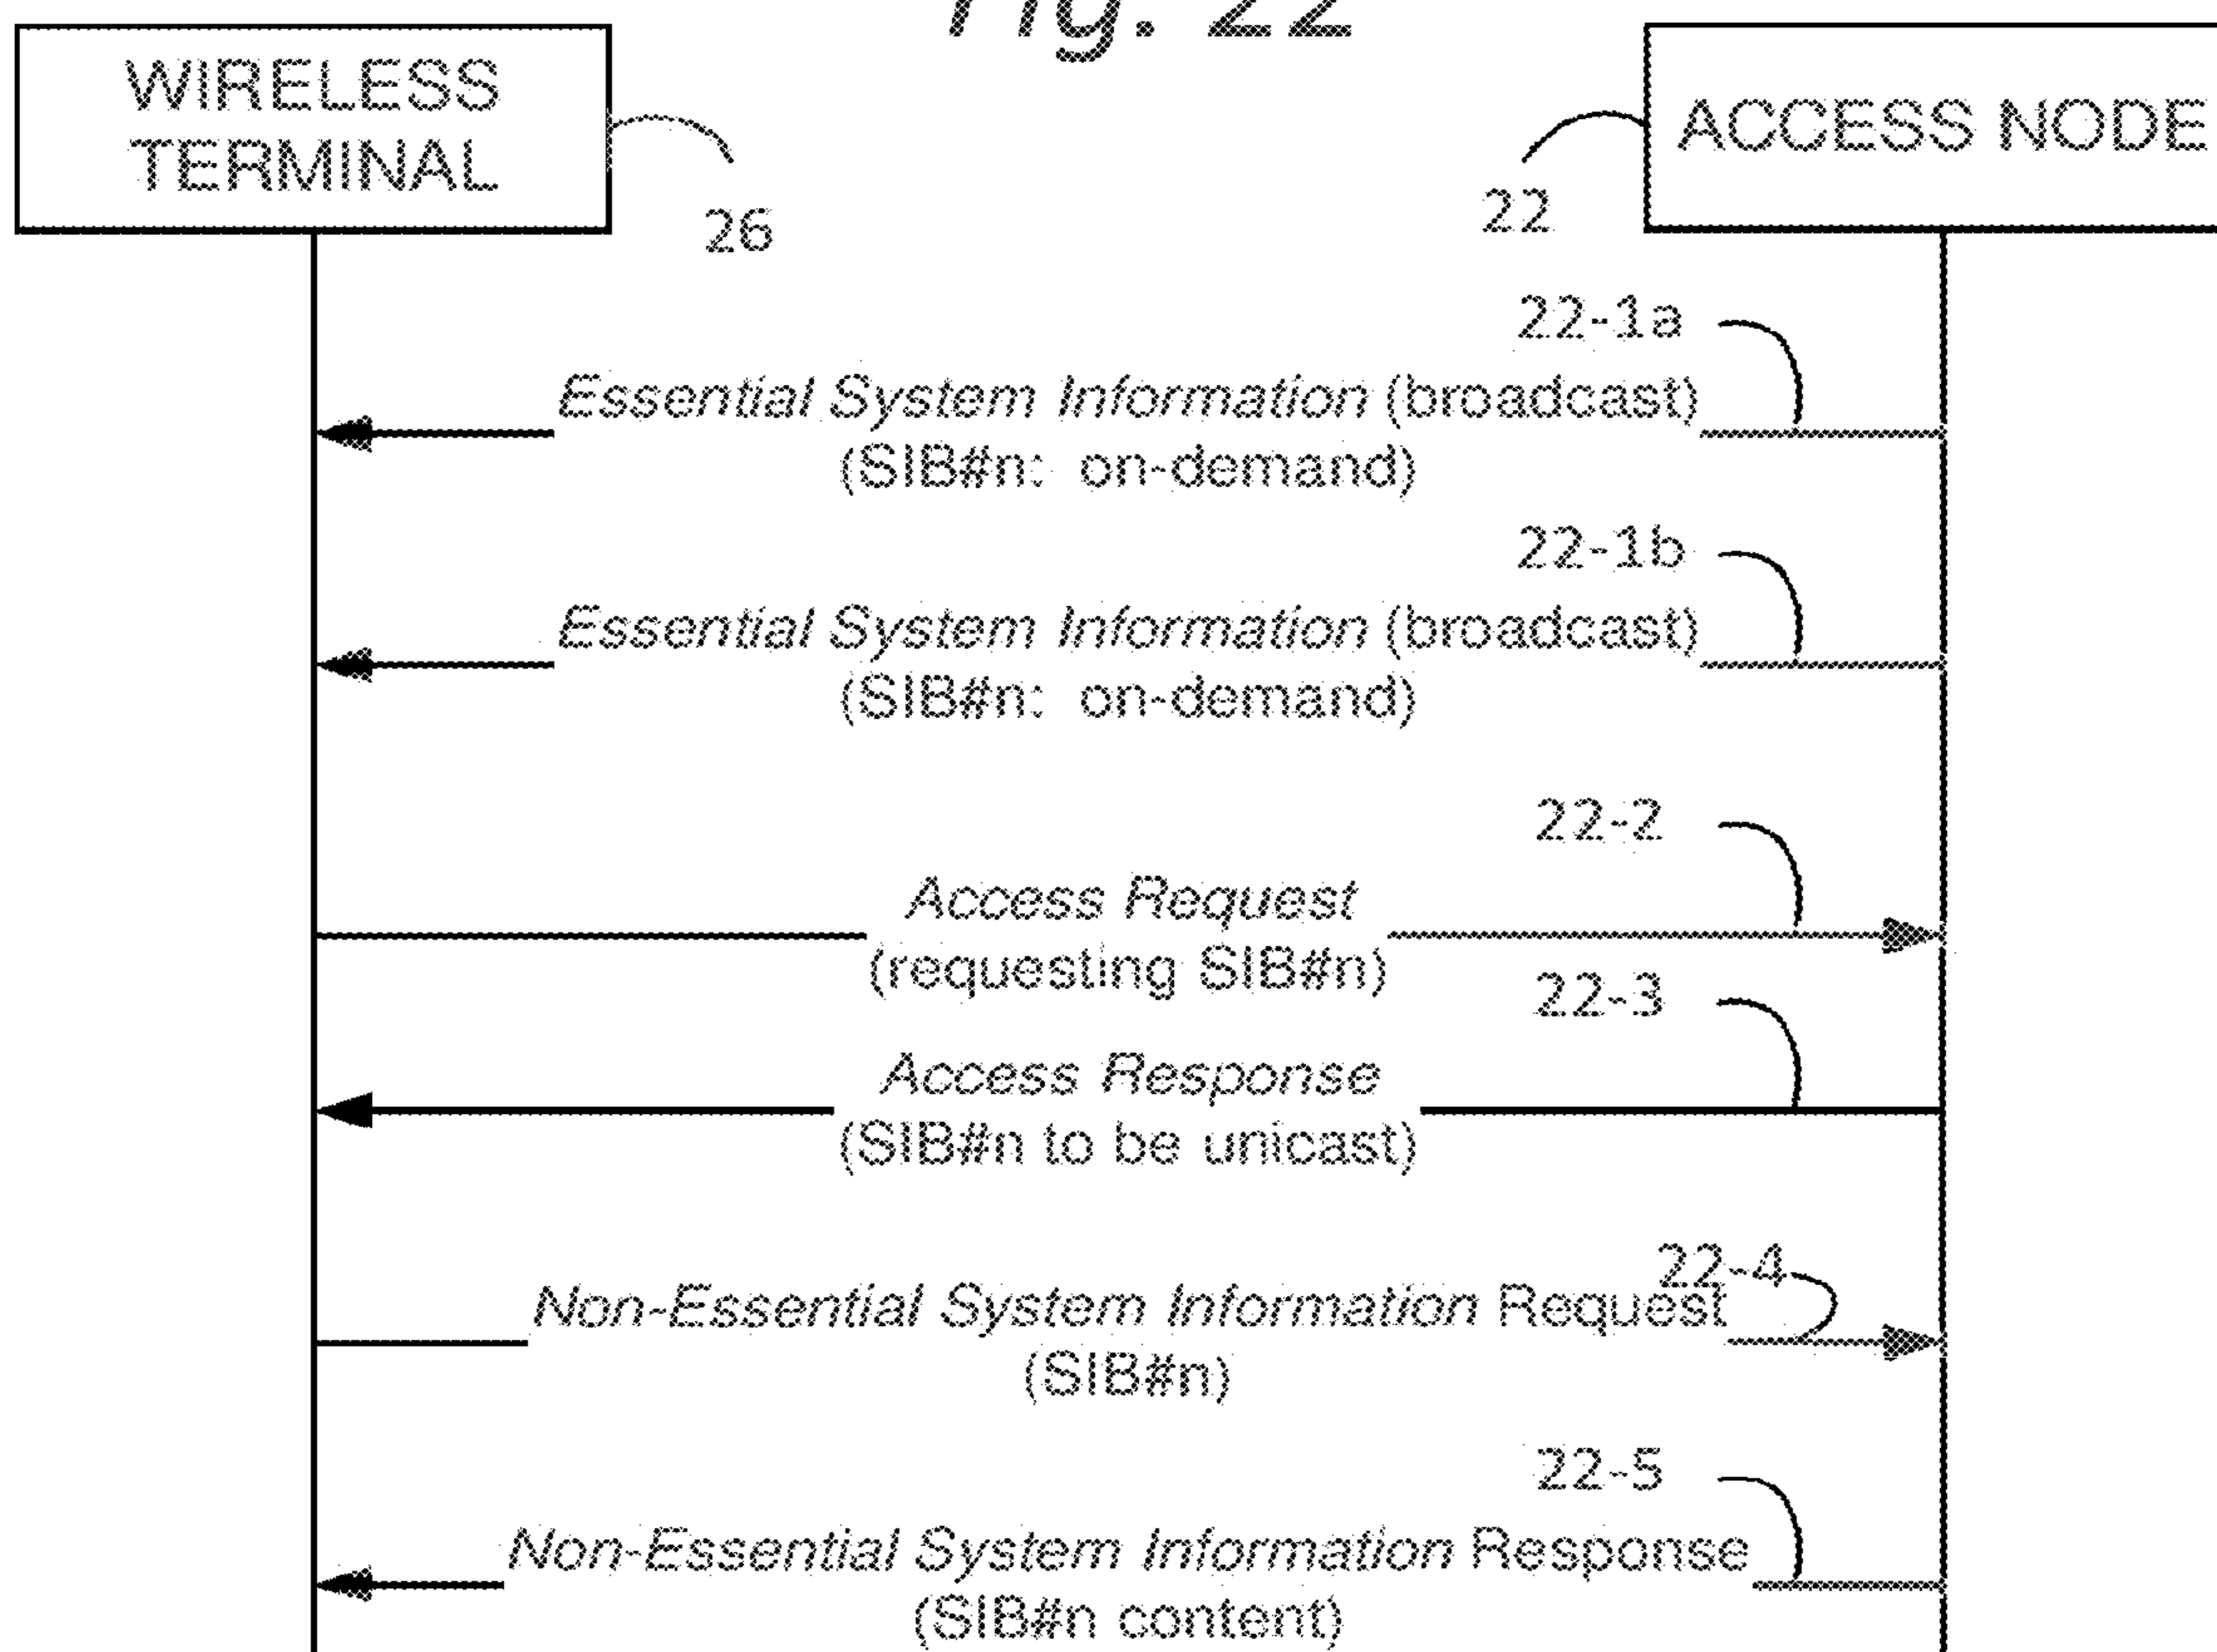 Fig. 22
WIRELESS
TERMINAL
ACCESS NODE
26
22
22-1a
Essential System Information (broadcast)
(SIB#n: on-demand)
22-1b
Essential System Information (broadcast)
(SIB#n: on-demand)
22-2
Access Request
(requesting SIB#n)
22-3
Access Response
(SIB#n to be unicast)
22-4
Non-Essential System Information Request
(SIB#n)
22-5
Non-Essential System Information Response
(SIB#n content)